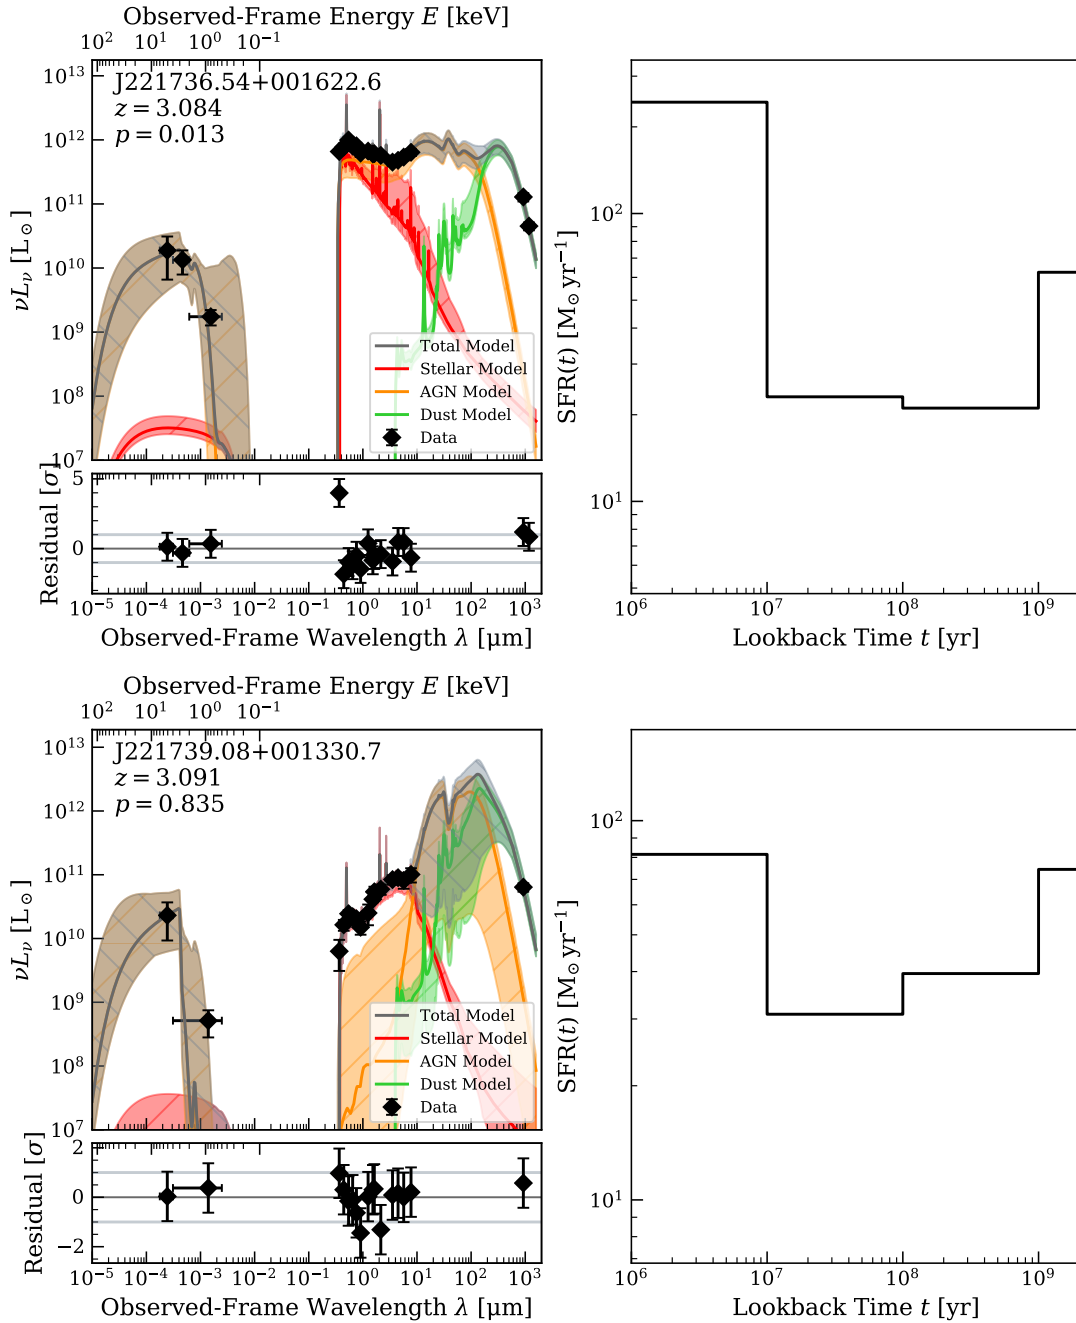 Observed-Frame Energy E [keV]
10² 10¹ 10⁰ 10⁻¹
J221736.54+001622.6
z = 3.084
p = 0.013
10¹³
10¹²
10¹¹
10¹⁰
10⁹
10⁸
10⁷
νL_ν [L⊙]
Total Model
Stellar Model
AGN Model
Dust Model
Data
5
0
Residual [σ]
10⁻⁵ 10⁻⁴ 10⁻³ 10⁻² 10⁻¹ 10⁰ 10¹ 10² 10³
Observed-Frame Wavelength λ [μm]
10²
10¹
SFR(t) [M⊙yr⁻¹]
10⁶ 10⁷ 10⁸ 10⁹
Lookback Time t [yr]
Observed-Frame Energy E [keV]
10² 10¹ 10⁰ 10⁻¹
J221739.08+001330.7
z = 3.091
p = 0.835
10¹³
10¹²
10¹¹
10¹⁰
10⁹
10⁸
10⁷
νL_ν [L⊙]
Total Model
Stellar Model
AGN Model
Dust Model
Data
2
0
−2
Residual [σ]
10⁻⁵ 10⁻⁴ 10⁻³ 10⁻² 10⁻¹ 10⁰ 10¹ 10² 10³
Observed-Frame Wavelength λ [μm]
10²
10¹
SFR(t) [M⊙yr⁻¹]
10⁶ 10⁷ 10⁸ 10⁹
Lookback Time t [yr]